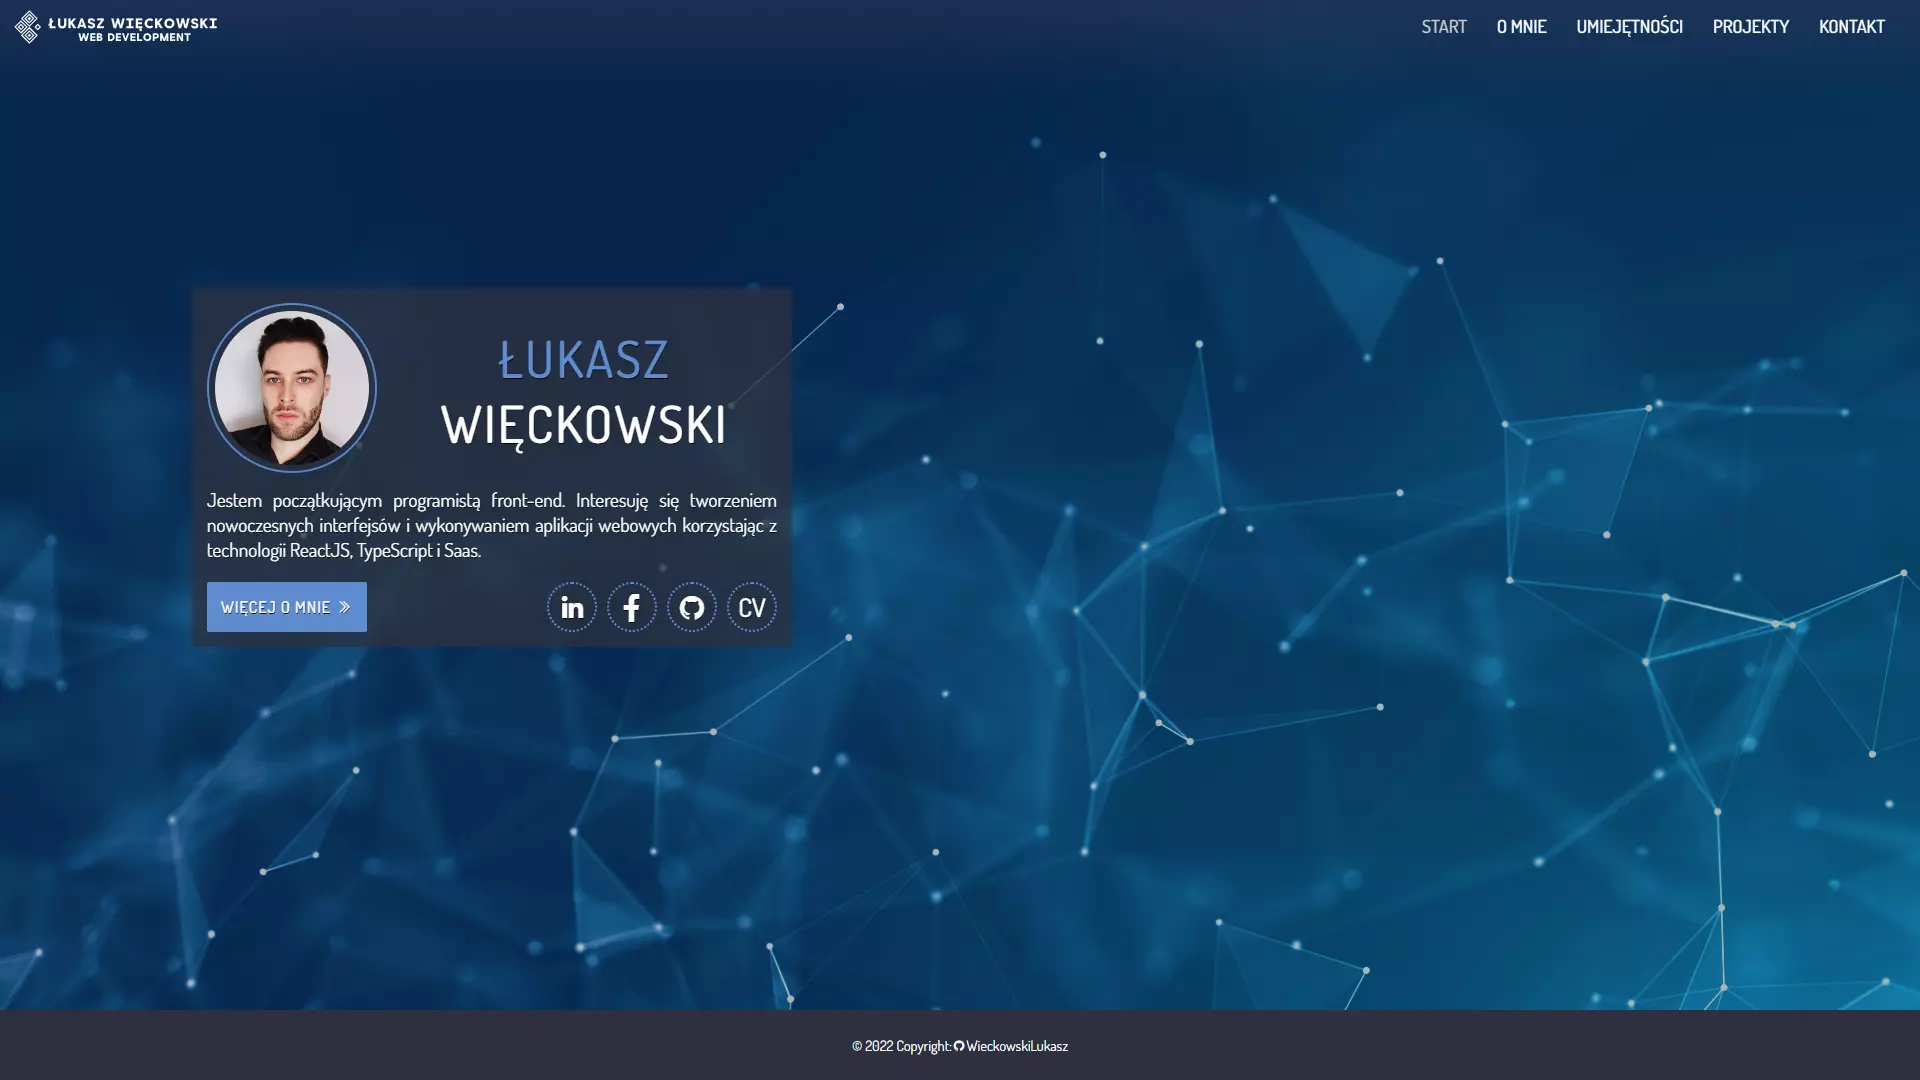 ŁUKASZ WIĘCKOWSKI
WEB DEVELOPMENT
START O MNIE UMIEJĘTNOŚCI PROJEKTY KONTAKT
ŁUKASZ
WIĘCKOWSKI
Jestem początkującym programistą front-end. Interesuję się tworzeniem
nowoczesnych interfejsów i wykonywaniem aplikacji webowych korzystając z
technologii ReactJS, TypeScript i Saas.
WIĘCEJ O MNIE
in f CV
© 2022 Copyright: WieckowskiLukasz